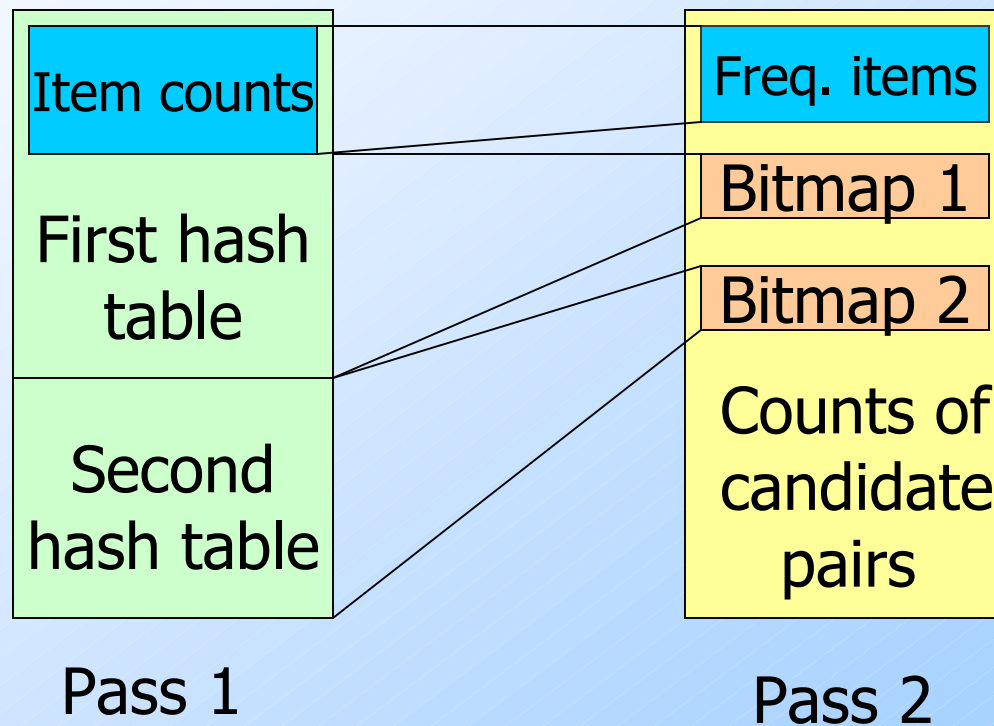 Item counts
First hash
table
Second
hash table
Pass 1
Freq. items
Bitmap 1
Bitmap 2
Counts of
candidate
pairs
Pass 2